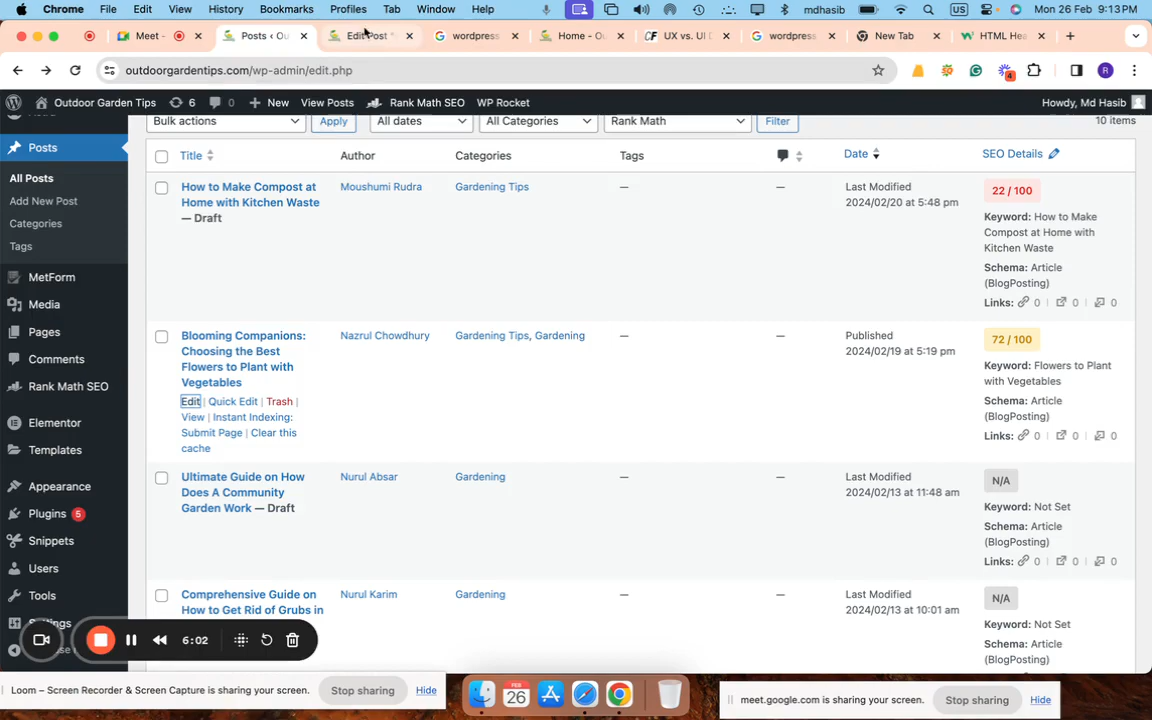 Chrome File Edit View History Bookmarks Profiles Tab Window Help mdhasib US Mon 26 Feb 9:13 PM
Meet - Posts ‹ Ou Edit Post " wordpress Home - Ou UX vs. UI D wordpress New Tab HTML Hea
outdoorgardentips.com/wp-admin/edit.php 4 R
Outdoor Garden Tips 6 0 New View Posts Rank Math SEO WP Rocket Howdy, Md Hasib
Posts
All Posts
Add New Post
Categories
Tags
MetForm
Media
Pages
Comments
Rank Math SEO
Elementor
Templates
Appearance
Plugins 5
Snippets
Users
Tools
Bulk actions Apply All dates All Categories Rank Math Filter 10 items
Title Author Categories Tags Date SEO Details
How to Make Compost at
Home with Kitchen Waste
— Draft
Moushumi Rudra
Gardening Tips
—
—
Last Modified
2024/02/20 at 5:48 pm
22 / 100
Keyword: How to Make
Compost at Home with
Kitchen Waste
Schema: Article
(BlogPosting)
Links: 0 | 0 | 0
Blooming Companions:
Choosing the Best
Flowers to Plant with
Vegetables
Edit | Quick Edit | Trash |
View | Instant Indexing:
Submit Page | Clear this
cache
Nazrul Chowdhury
Gardening Tips, Gardening
—
—
Published
2024/02/19 at 5:19 pm
72 / 100
Keyword: Flowers to Plant
with Vegetables
Schema: Article
(BlogPosting)
Links: 0 | 0 | 0
Ultimate Guide on How
Does A Community
Garden Work — Draft
Nurul Absar
Gardening
—
—
Last Modified
2024/02/13 at 11:48 am
N/A
Keyword: Not Set
Schema: Article
(BlogPosting)
Links: 0 | 0 | 0
Comprehensive Guide on
How to Get Rid of Grubs in
Nurul Karim
Gardening
—
—
Last Modified
2024/02/13 at 10:01 am
N/A
Keyword: Not Set
Schema: Article
(BlogPosting)
6:02
Loom – Screen Recorder & Screen Capture is sharing your screen. Stop sharing Hide
FEB
26
meet.google.com is sharing your screen. Stop sharing Hide